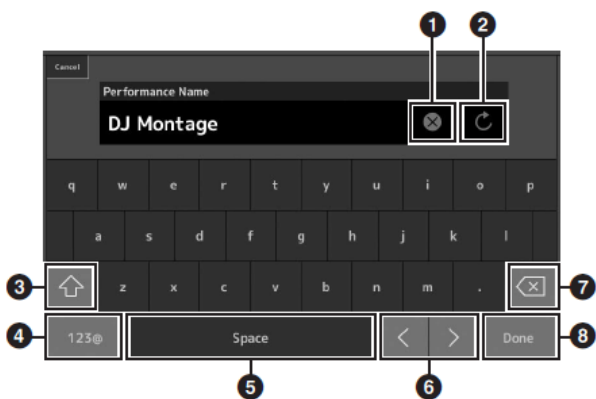 1 2
Cancel
Performance Name
DJ Montage
q w e r t y u i o p
a s d f g h j k l
3 z x c v b n m . 7
4 123@ Space Done 8
5 6